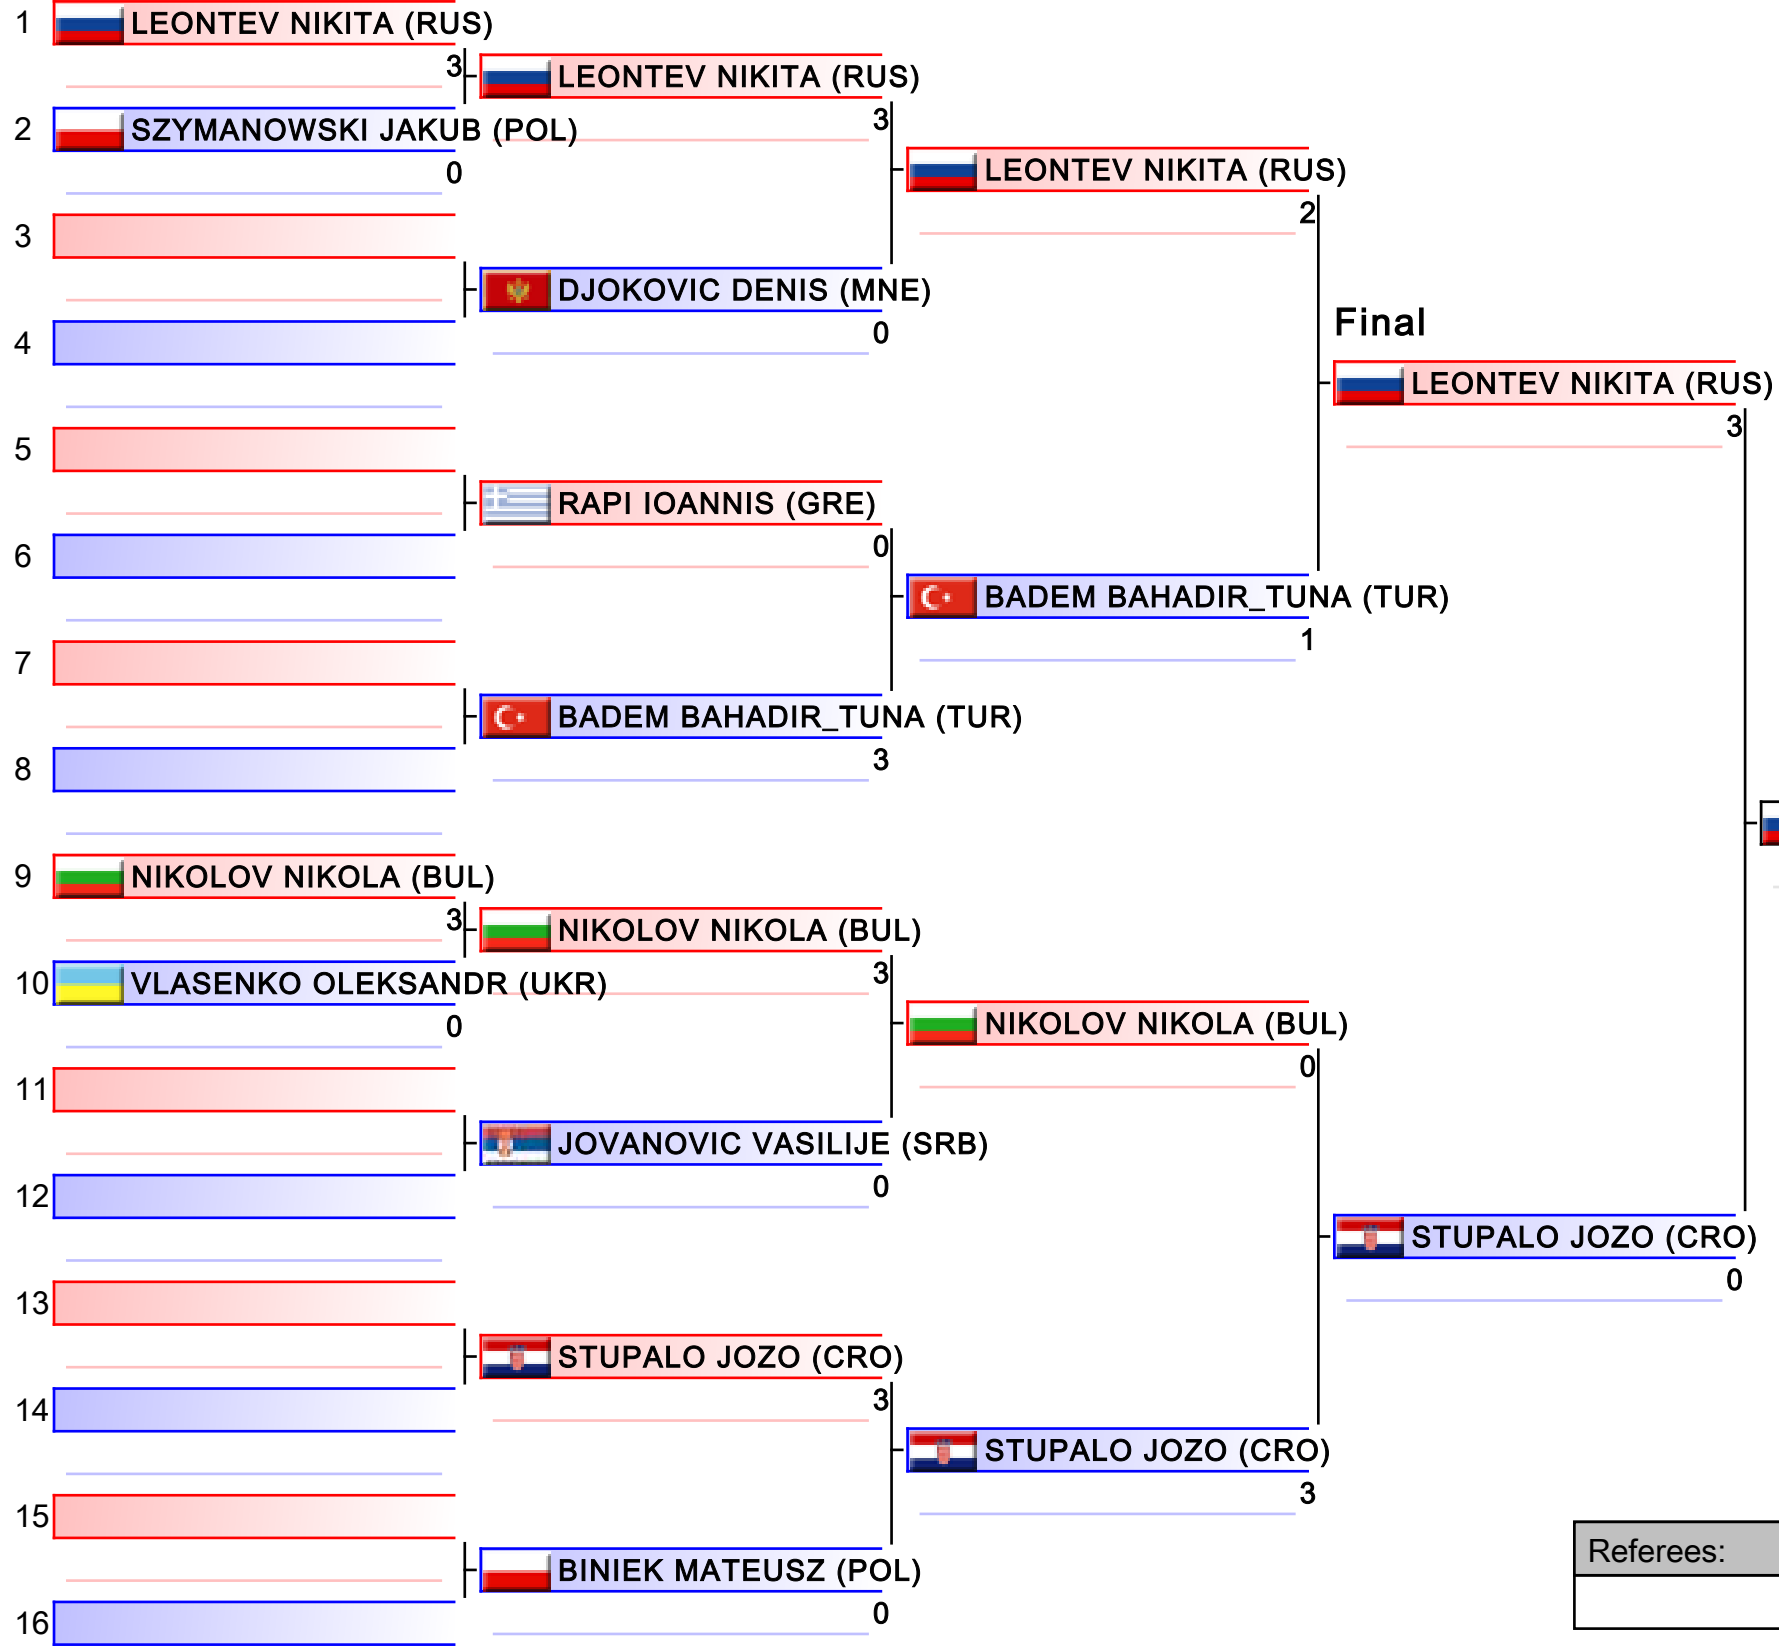 1 LEONTEV NIKITA (RUS)
3 LEONTEV NIKITA (RUS)
2 SZYMANOWSKI JAKUB (POL) 3
0 LEONTEV NIKITA (RUS)
2
3
DJOKOVIC DENIS (MNE)
0
4
Final
LEONTEV NIKITA (RUS)
3
5
RAPI IOANNIS (GRE)
0
6
BADEM BAHADIR_TUNA (TUR)
1
7
BADEM BAHADIR_TUNA (TUR)
3
8
9 NIKOLOV NIKOLA (BUL)
3 NIKOLOV NIKOLA (BUL)
10 VLASENKO OLEKSANDR (UKR) 3
0 NIKOLOV NIKOLA (BUL)
0
11
JOVANOVIC VASILIJE (SRB)
0
12
STUPALO JOZO (CRO)
0
13
STUPALO JOZO (CRO)
3
14
STUPALO JOZO (CRO)
3
15
Referees:
BINIEK MATEUSZ (POL)
0
16